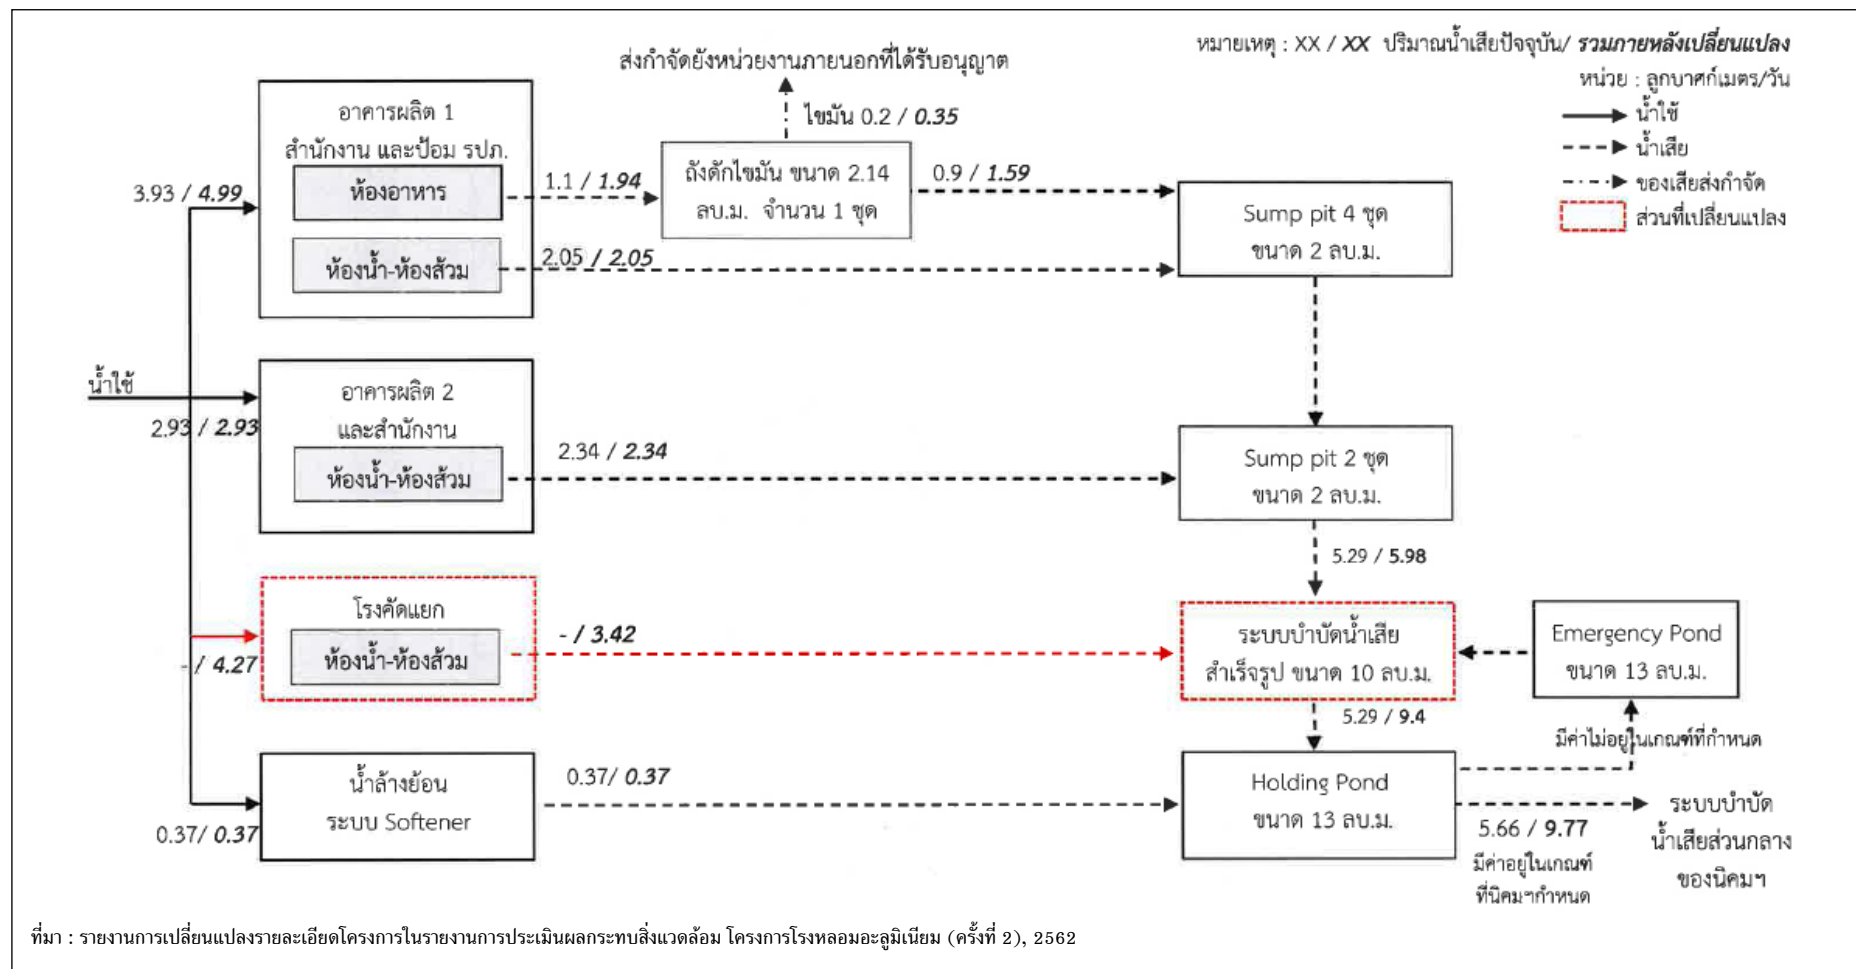 หมายเหตุ : XX / XX ปริมาณน้ำเสียปัจจุบัน/ รวมภายหลังเปลี่ยนแปลง
หน่วย : ลูกบาศก์เมตร/วัน
น้ำใช้
น้ำเสีย
ของเสียส่งกำจัด
ส่วนที่เปลี่ยนแปลง
ส่งกำจัดยังหน่วยงานภายนอกที่ได้รับอนุญาต
ไขมัน 0.2 / 0.35
อาคารผลิต 1
สำนักงาน และป้อม รปภ.
ห้องอาหาร
ห้องน้ำ-ห้องส้วม
3.93 / 4.99
1.1 / 1.94
ถังดักไขมัน ขนาด 2.14
ลบ.ม. จำนวน 1 ชุด
0.9 / 1.59
2.05 / 2.05
Sump pit 4 ชุด
ขนาด 2 ลบ.ม.
น้ำใช้
2.93 / 2.93
อาคารผลิต 2
และสำนักงาน
ห้องน้ำ-ห้องส้วม
2.34 / 2.34
Sump pit 2 ชุด
ขนาด 2 ลบ.ม.
5.29 / 5.98
- / 4.27
โรงคัดแยก
ห้องน้ำ-ห้องส้วม
- / 3.42
ระบบบำบัดน้ำเสีย
สำเร็จรูป ขนาด 10 ลบ.ม.
Emergency Pond
ขนาด 13 ลบ.ม.
5.29 / 9.4
มีค่าไม่อยู่ในเกณฑ์ที่กำหนด
0.37/ 0.37
น้ำล้างย้อน
ระบบ Softener
0.37/ 0.37
Holding Pond
ขนาด 13 ลบ.ม.
5.66 / 9.77
มีค่าอยู่ในเกณฑ์
ที่นิคมฯกำหนด
ระบบบำบัด
น้ำเสียส่วนกลาง
ของนิคมฯ
ที่มา : รายงานการเปลี่ยนแปลงรายละเอียดโครงการในรายงานการประเมินผลกระทบสิ่งแวดล้อม โครงการโรงหลอมอะลูมิเนียม (ครั้งที่ 2), 2562